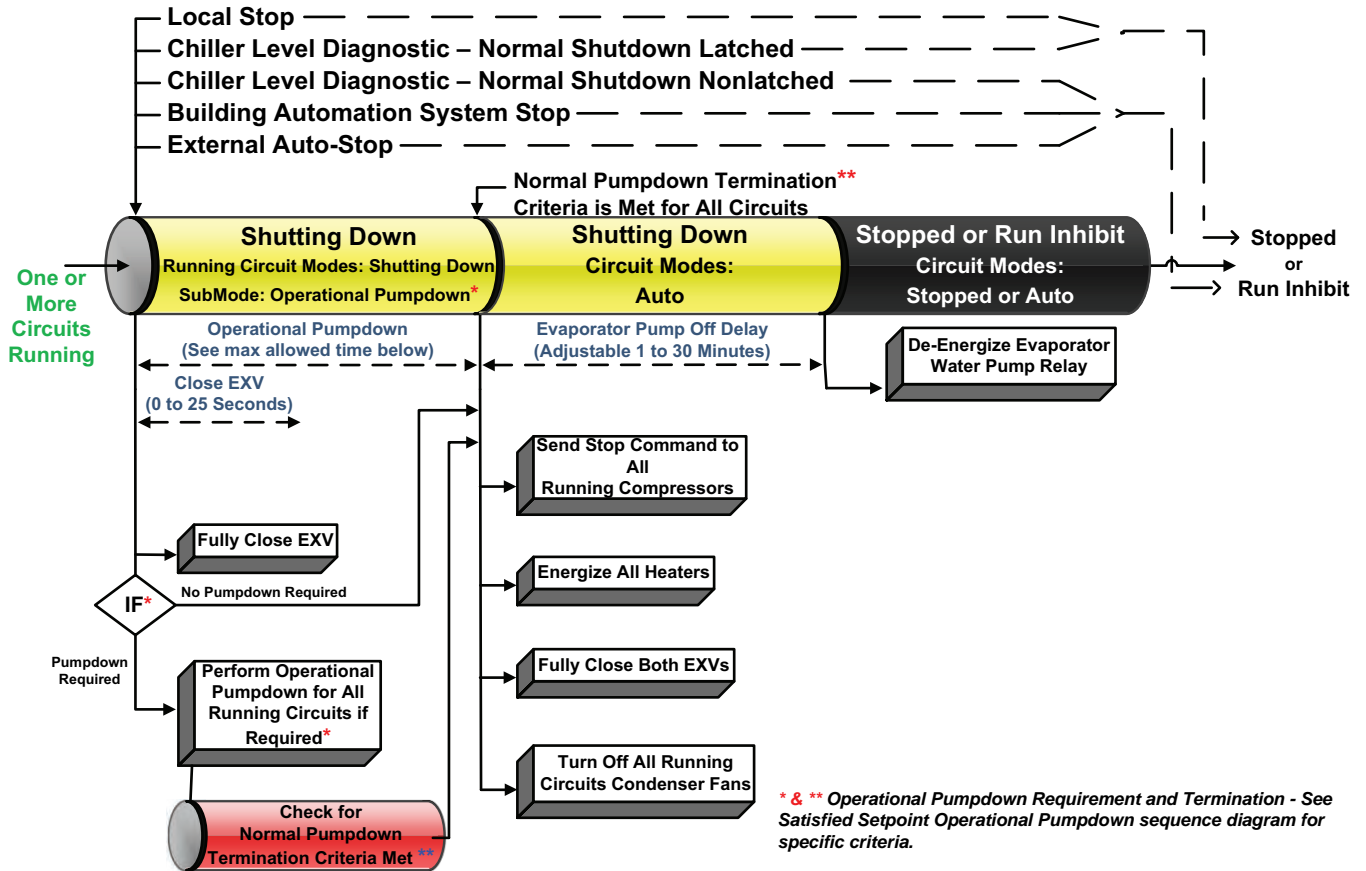 Local Stop
Chiller Level Diagnostic – Normal Shutdown Latched
Chiller Level Diagnostic – Normal Shutdown Nonlatched
Building Automation System Stop
External Auto-Stop
Normal Pumpdown Termination**
Criteria is Met for All Circuits
One or
More
Circuits
Running
Shutting Down
Running Circuit Modes: Shutting Down
SubMode: Operational Pumpdown*
Shutting Down
Circuit Modes:
Auto
Stopped or Run Inhibit
Circuit Modes:
Stopped or Auto
Stopped
or
Run Inhibit
Operational Pumpdown
(See max allowed time below)
Evaporator Pump Off Delay
(Adjustable 1 to 30 Minutes)
De-Energize Evaporator
Water Pump Relay
Close EXV
(0 to 25 Seconds)
Send Stop Command to
All
Running Compressors
Fully Close EXV
Energize All Heaters
IF*
No Pumpdown Required
Pumpdown
Required
Perform Operational
Pumpdown for All
Running Circuits if
Required*
Fully Close Both EXVs
Turn Off All Running
Circuits Condenser Fans
Check for
Normal Pumpdown
Termination Criteria Met **
* & ** Operational Pumpdown Requirement and Termination - See
Satisfied Setpoint Operational Pumpdown sequence diagram for
specific criteria.